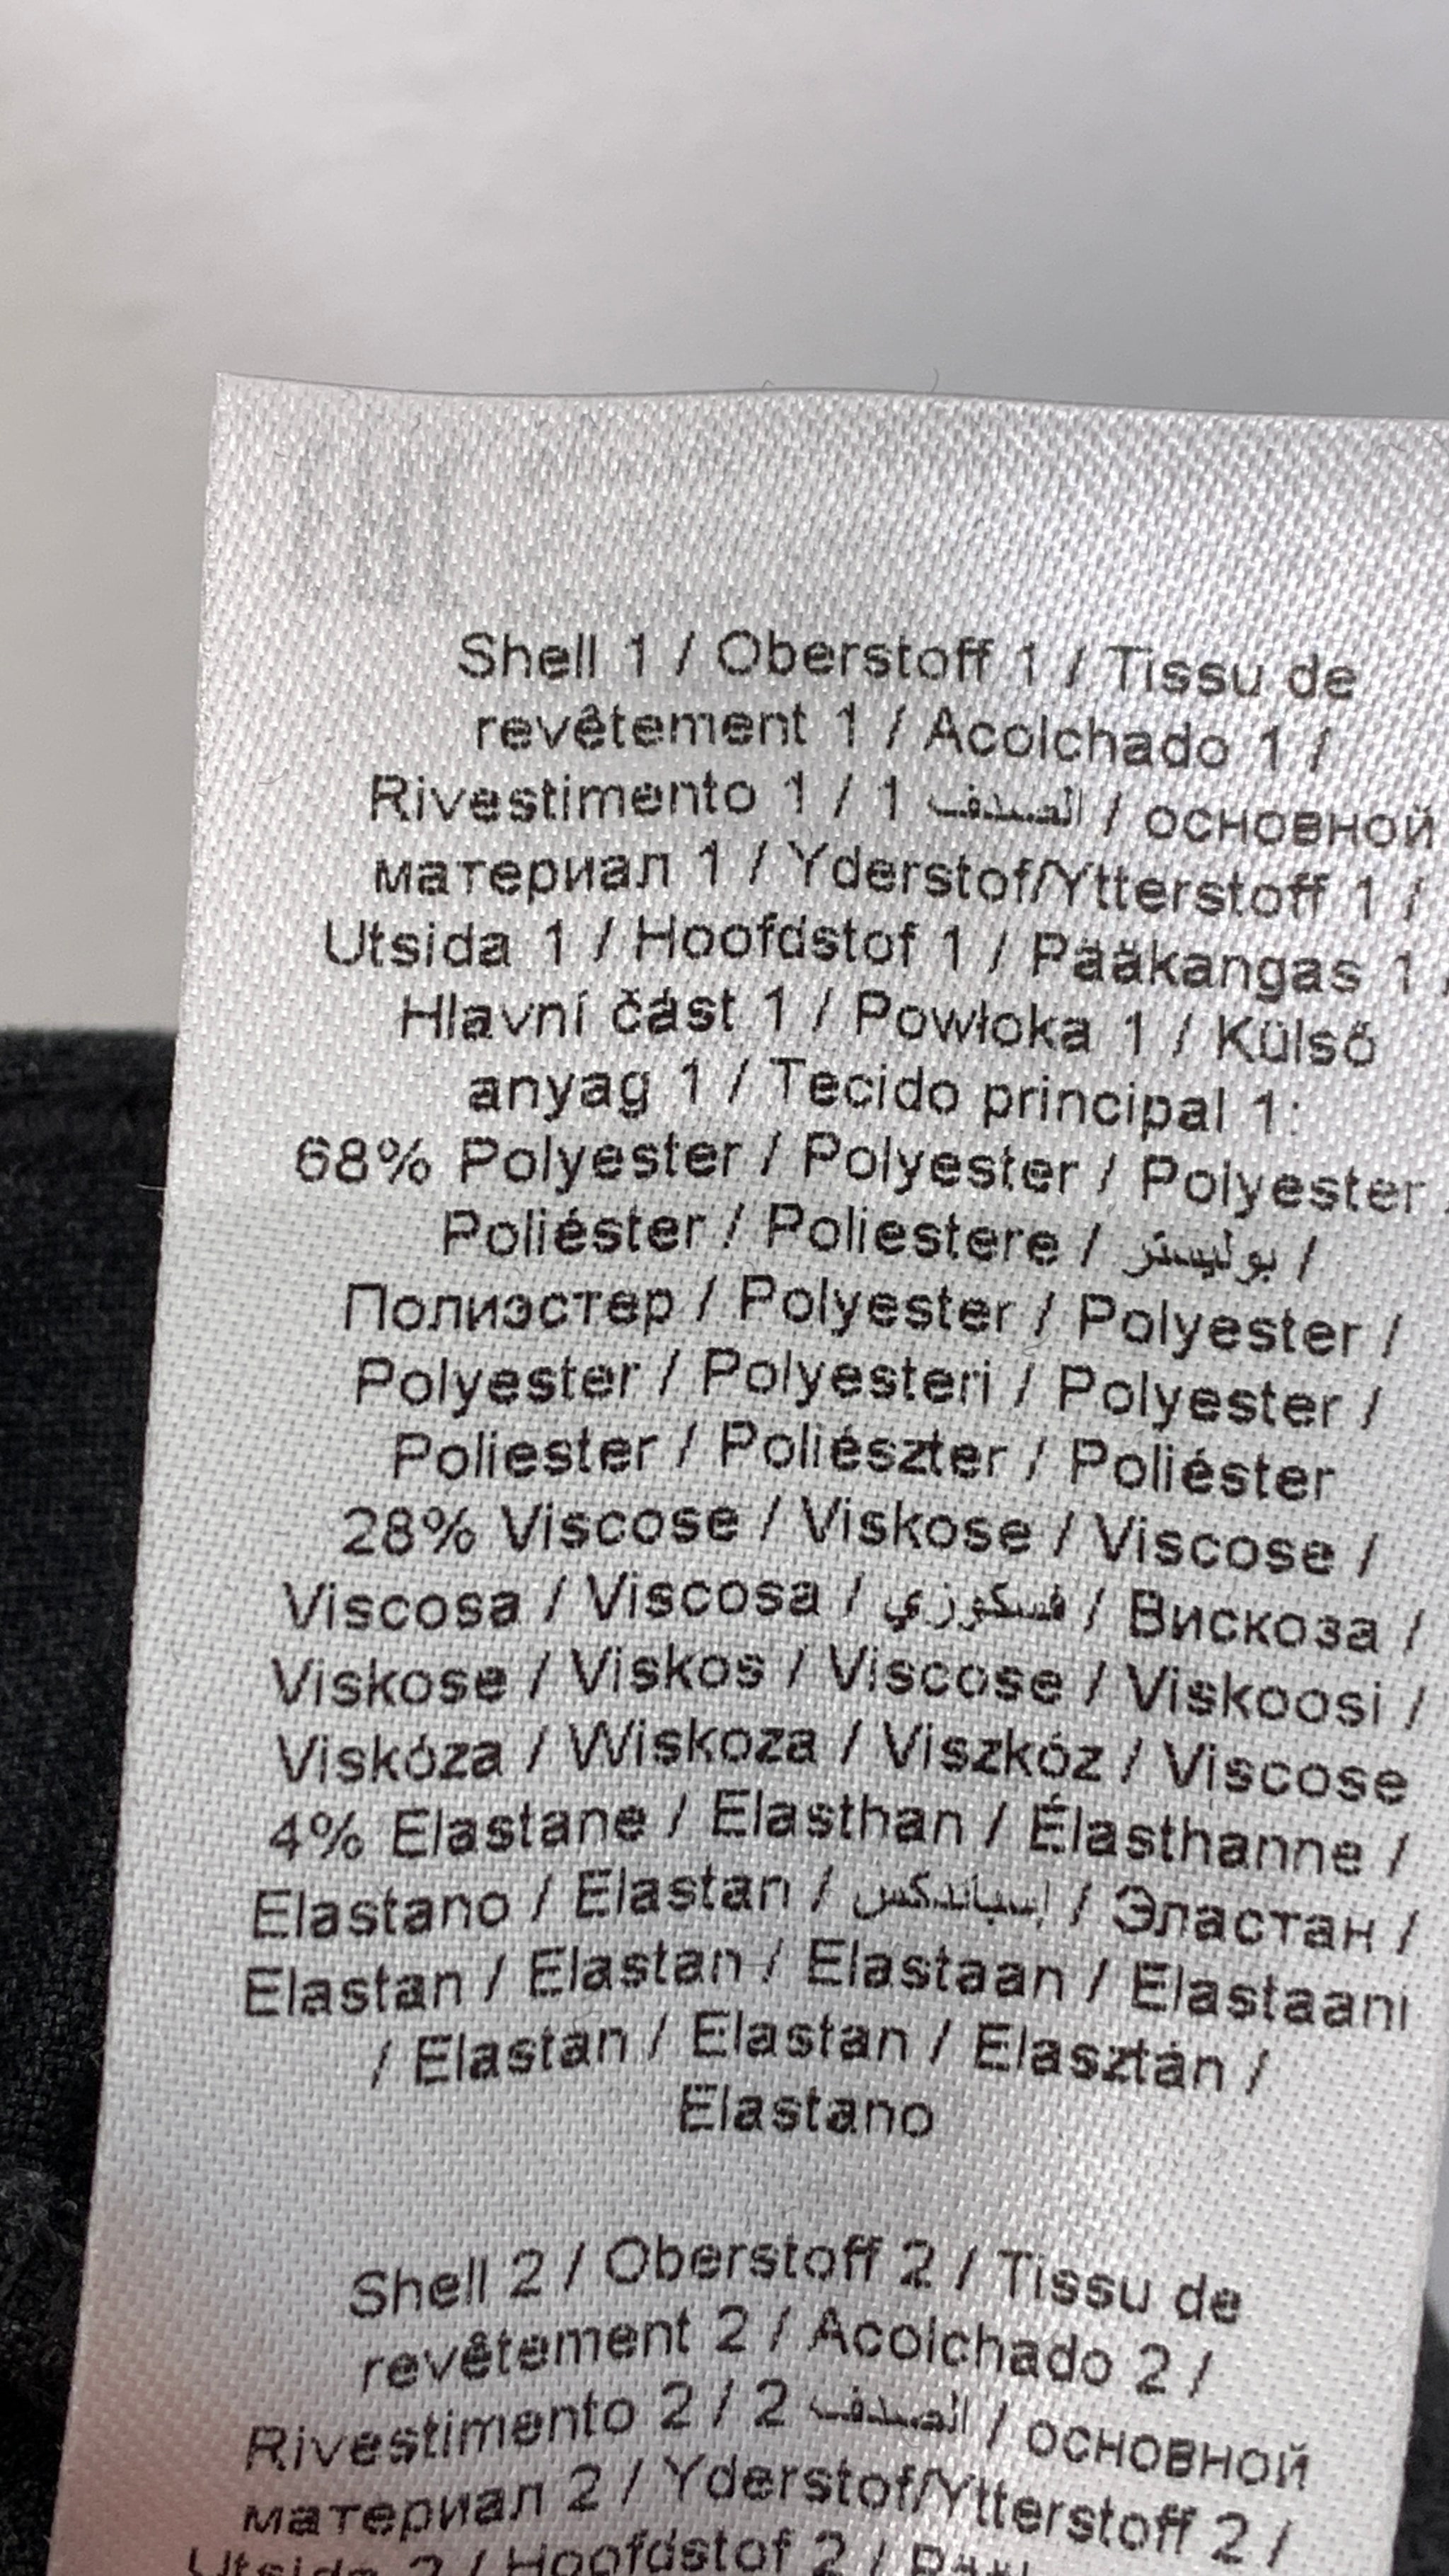 Shell 1 / Oberstoff 1 / Tissu de
revêtement 1 / Acolchado 1 /
Rivestimento 1 / 1 الصدف / основной
материал 1 / Yderstof/Ytterstoff 1 /
Utsida 1 / Hoofdstof 1 / Pääkangas 1 /
Hlavní část 1 / Powłoka 1 / Külső
anyag 1 / Tecido principal 1:
68% Polyester / Polyester / Polyester /
Poliéster / Poliestere / بوليستر /
Полиэстер / Polyester / Polyester /
Polyester / Polyesteri / Polyester /
Poliester / Poliészter / Poliéster
28% Viscose / Viskose / Viscose /
Viscosa / Viscosa / فسكوزي / Вискоза /
Viskose / Viskos / Viscose / Viskoosi /
Viskóza / Wiskoza / Viszkóz / Viscose
4% Elastane / Elasthan / Élasthanne /
Elastano / Elastan / إسباندكس / Эластан /
Elastan / Elastan / Elastaan / Elastaani
/ Elastan / Elastan / Elasztán /
Elastano
Shell 2 / Oberstoff 2 / Tissu de
revêtement 2 / Acolchado 2 /
Rivestimento 2 / 2 الصدف / основной
материал 2 / Yderstof/Ytterstoff 2 /
Utsida 2 / Hoofdstof 2 /